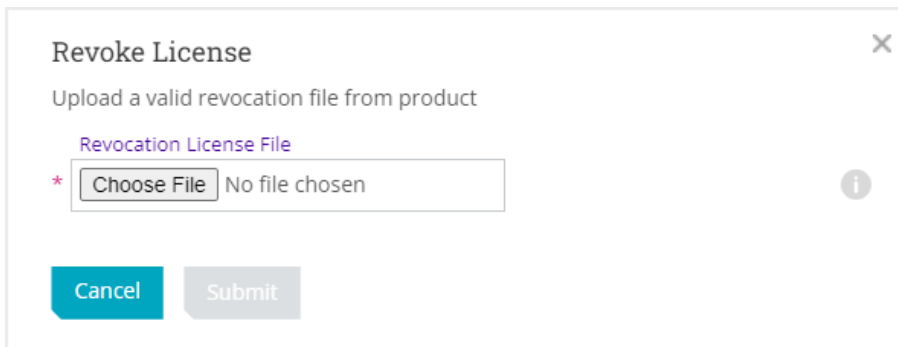 Revoke License
Upload a valid revocation file from product
Revocation License File
* Choose File No file chosen
Cancel Submit